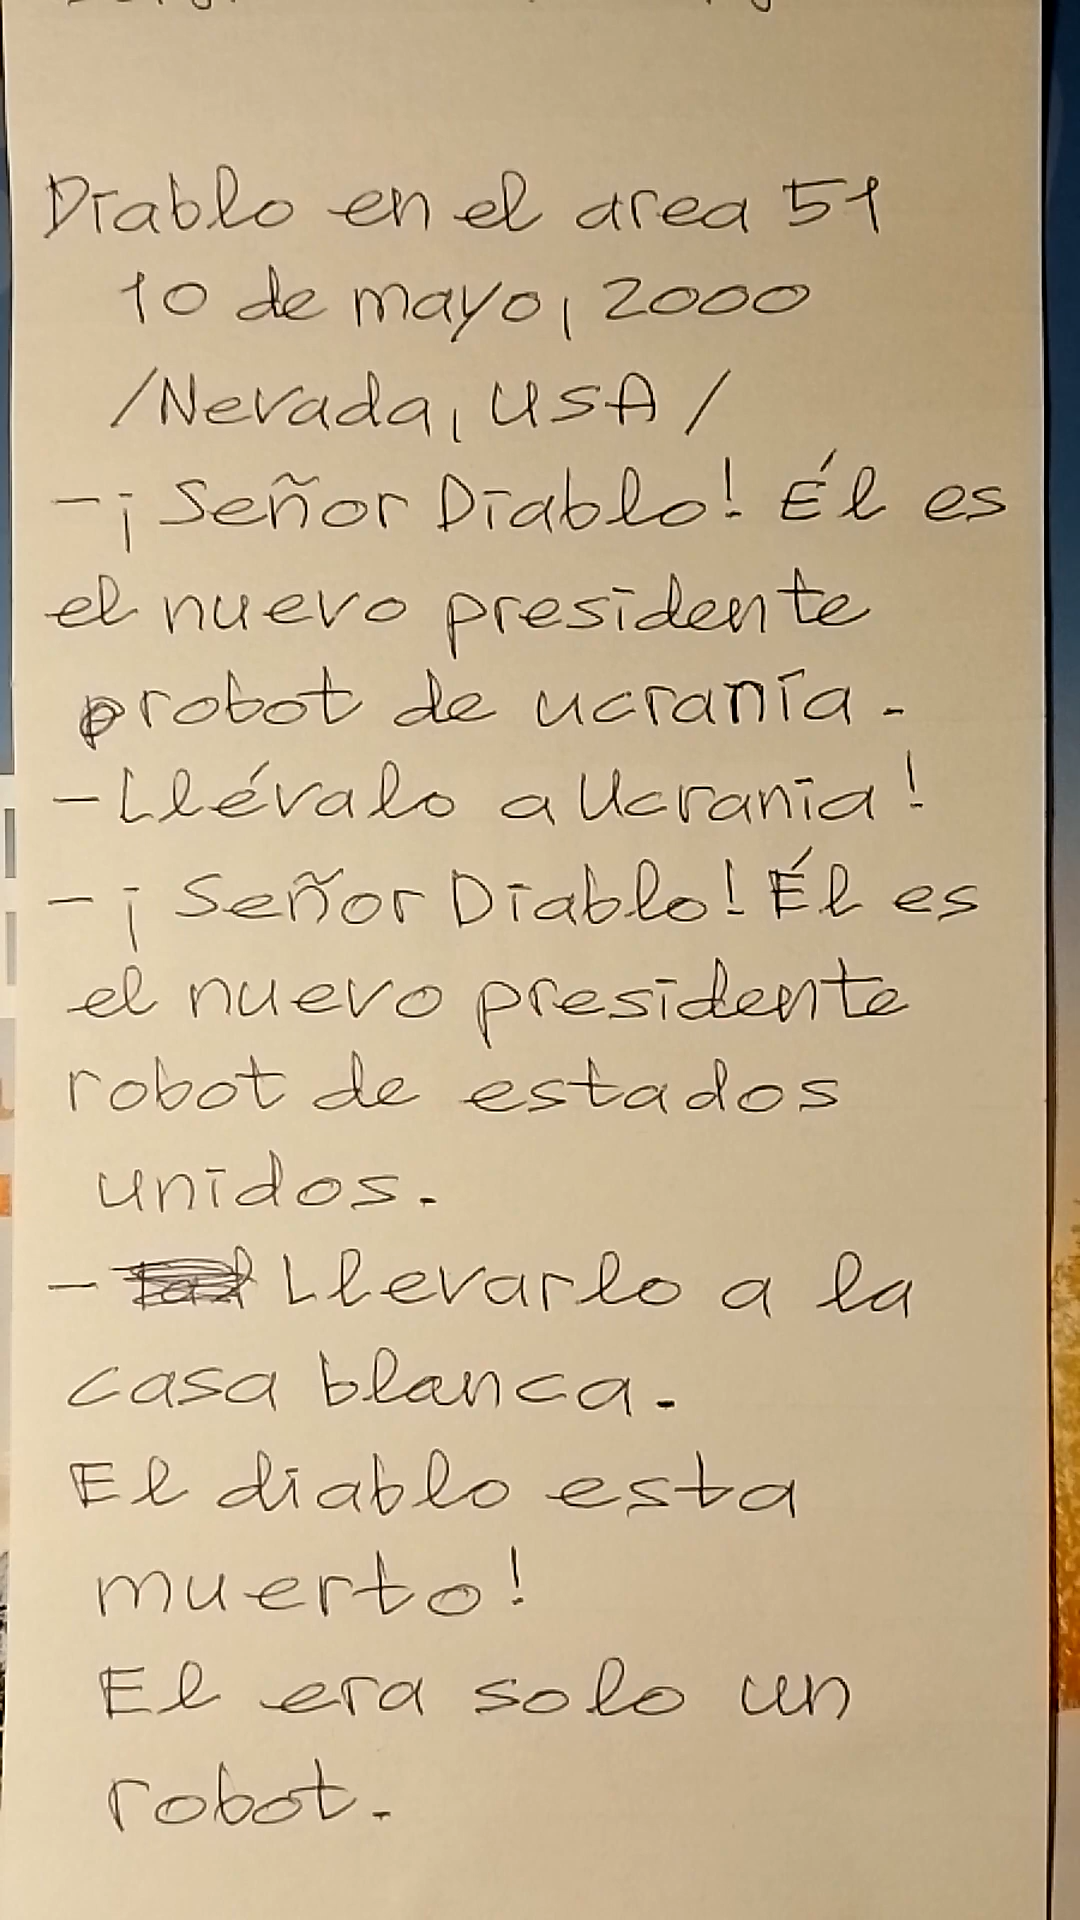 Diablo en el area 51
10 de mayo, 2000
/Nevada, USA/
-¡Señor Diablo! Él es
el nuevo presidente
robot de ucrania.
-Llévalo a Ucrania!
-¡Señor Diablo! Él es
el nuevo presidente
robot de estados
unidos.
- Llevarlo a la
casa blanca.
El diablo esta
muerto!
El era solo un
robot.